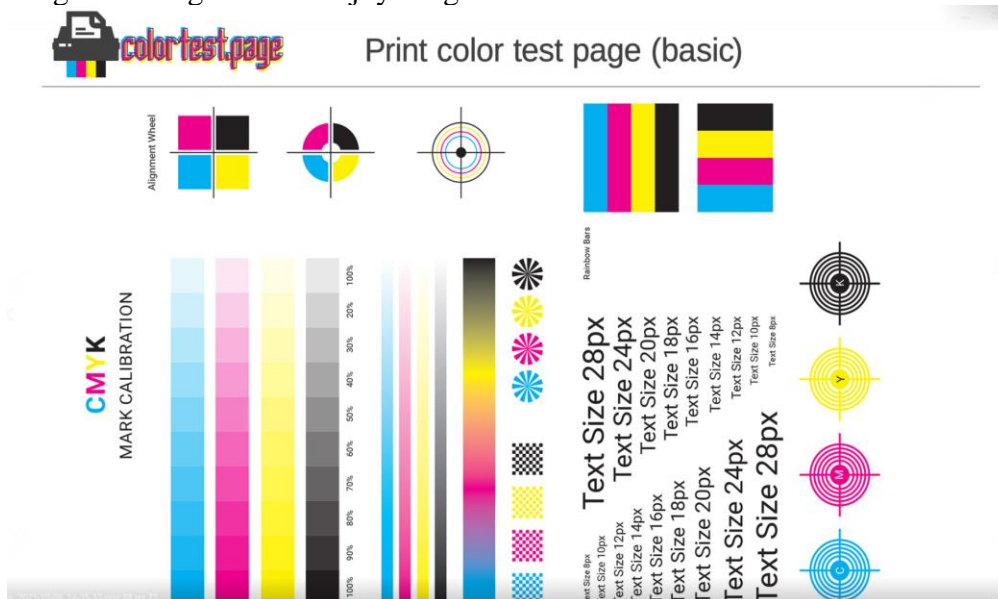 colortest.page
Print color test page (basic)
Alignment Wheel
CMYK
MARK CALIBRATION
100%
20%
30%
40%
50%
60%
70%
80%
90%
100%
Rainbow Bars
Text Size 28px
Text Size 24px
Text Size 20px
Text Size 18px
Text Size 16px
Text Size 14px
Text Size 12px
Text Size 10px
Text Size 8px
Text Size 10px
Text Size 12px
Text Size 14px
Text Size 16px
Text Size 18px
Text Size 20px
Text Size 24px
Text Size 28px
K
Y
M
C